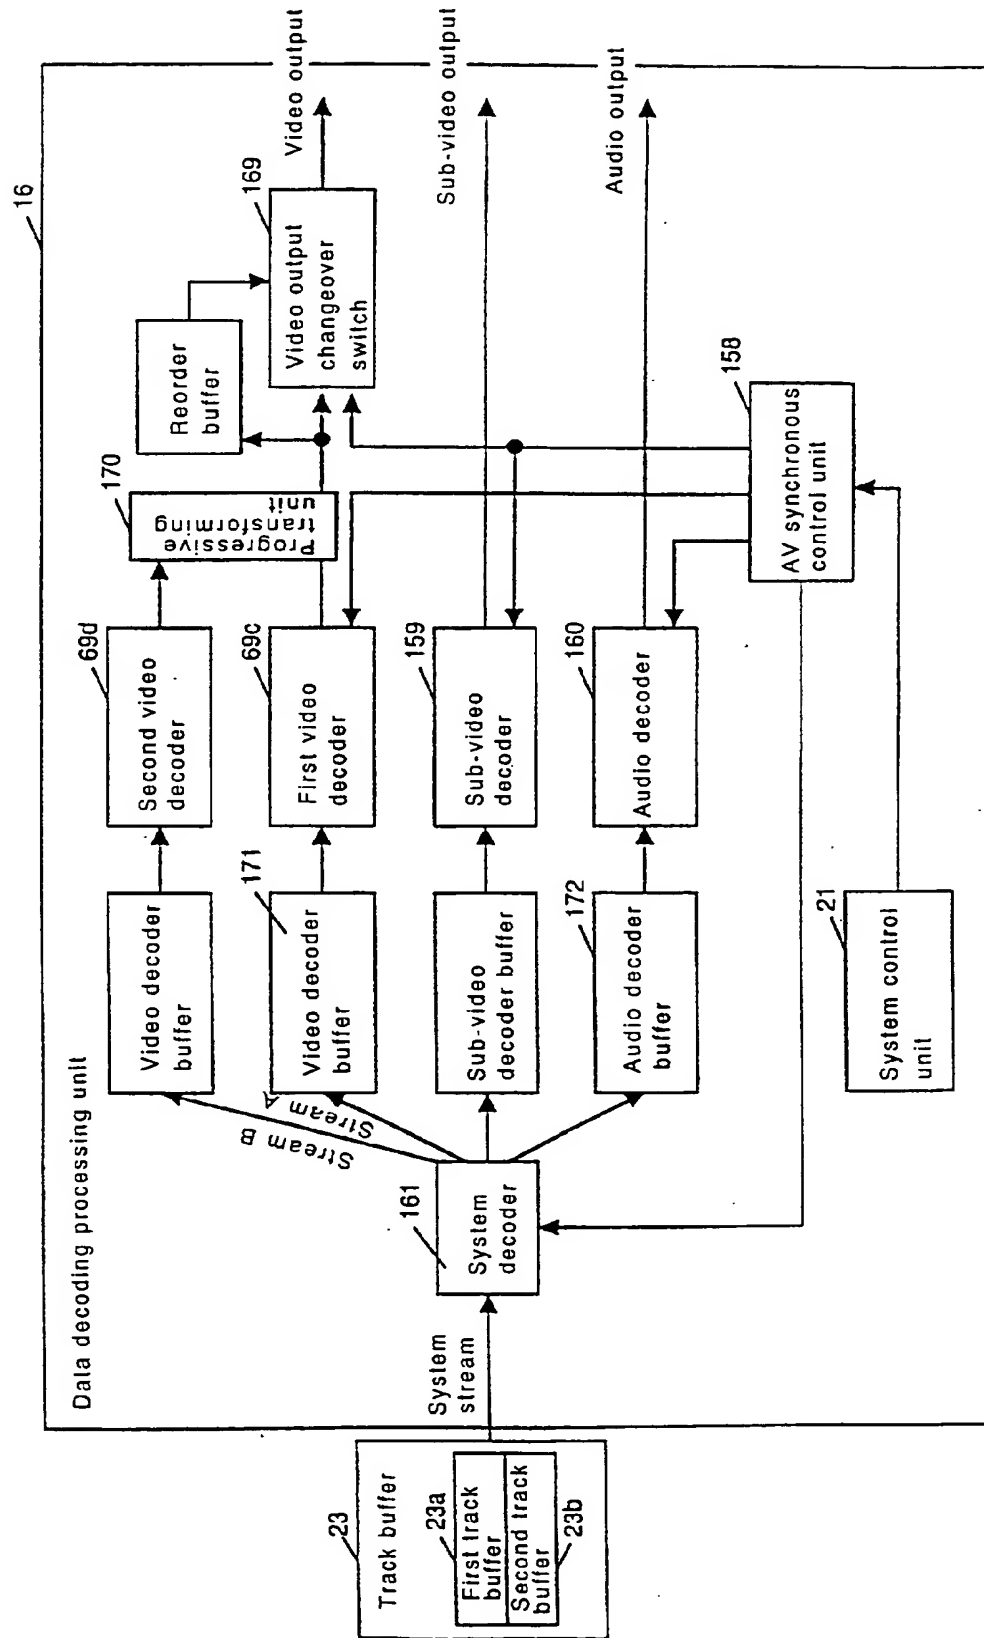 16
Data decoding processing unit
23
Track buffer
23a
First track
buffer
Second track
buffer
23b
System
stream
161
System
decoder
Stream B
Stream A
Video decoder
buffer
171
Video decoder
buffer
Sub-video
decoder buffer
172
Audio decoder
buffer
69d
Second video
decoder
69c
First video
decoder
159
Sub-video
decoder
160
Audio decoder
170
Progressive
transforming
unit
Reorder
buffer
169
Video output
changeover
switch
Video output
Sub-video output
Audio output
158
AV synchronous
control unit
21
System control
unit